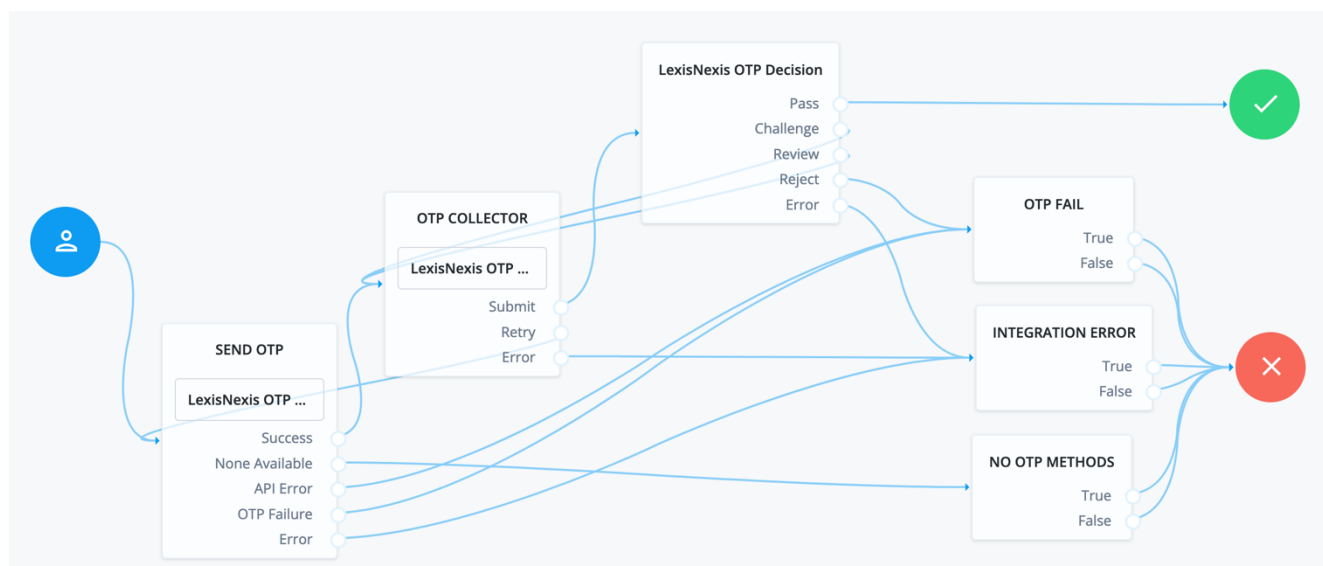 LexisNexis OTP Decision
Pass
Challenge
Review
Reject
Error
OTP COLLECTOR
LexisNexis OTP ...
Submit
Retry
Error
SEND OTP
LexisNexis OTP ...
Success
None Available
API Error
OTP Failure
Error
OTP FAIL
True
False
INTEGRATION ERROR
True
False
NO OTP METHODS
True
False